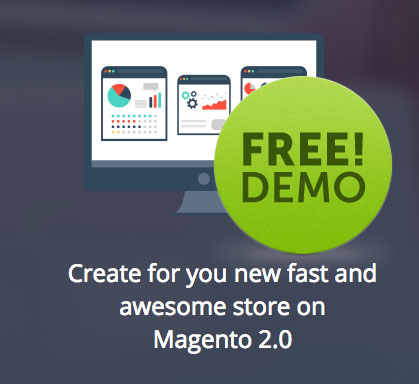 FREE!
DEMO
Create for you new fast and
awesome store on
Magento 2.0